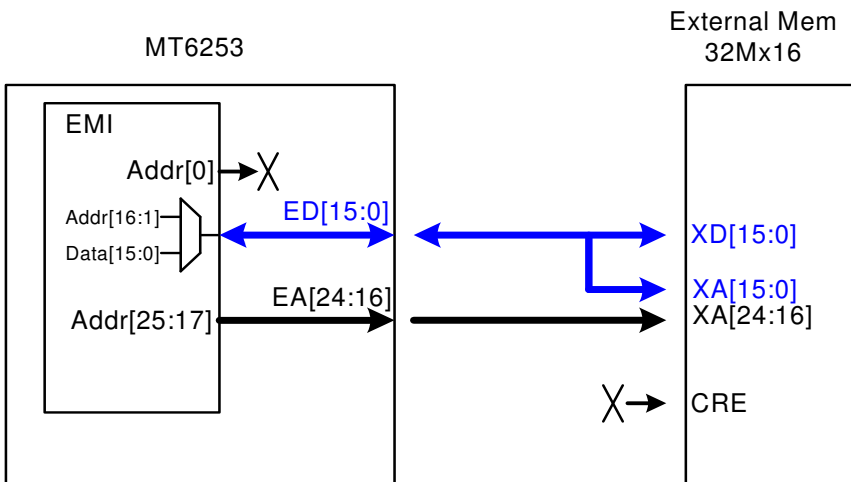 External Mem
32Mx16
MT6253
EMI
Addr[0]
Addr[16:1]
Data[15:0]
ED[15:0]
XD[15:0]
XA[15:0]
Addr[25:17]
EA[24:16]
XA[24:16]
CRE